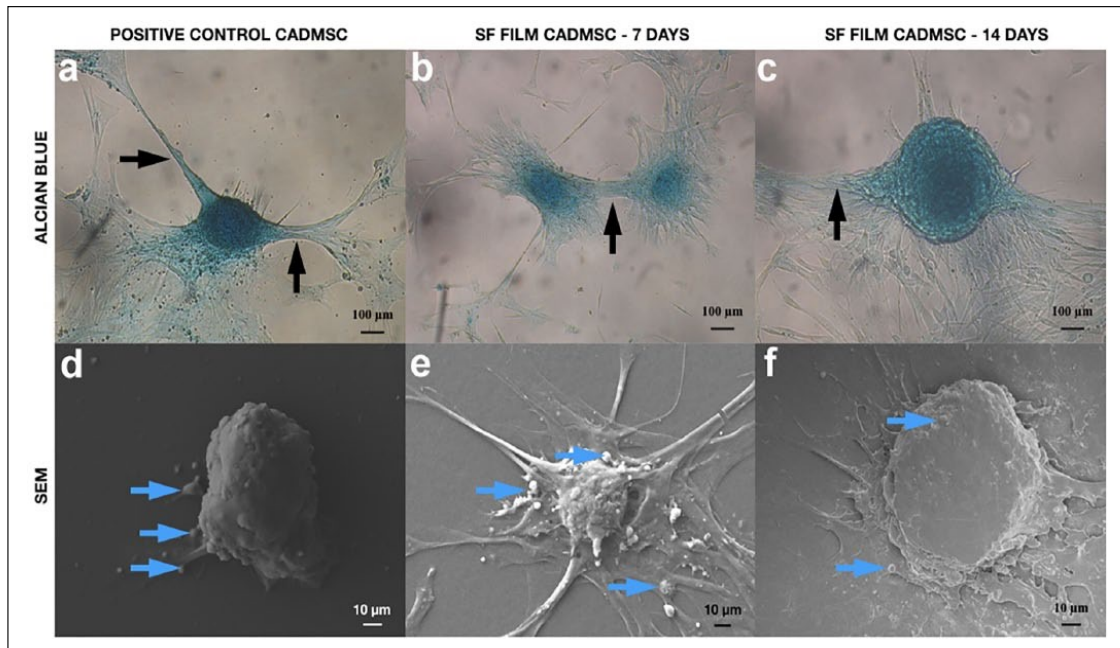 POSITIVE CONTROL CADMSC
SF FILM CADMSC - 7 DAYS
SF FILM CADMSC - 14 DAYS
ALCIAN BLUE
a
100 µm
b
100 µm
c
100 µm
SEM
d
10 µm
e
10 µm
f
10 µm